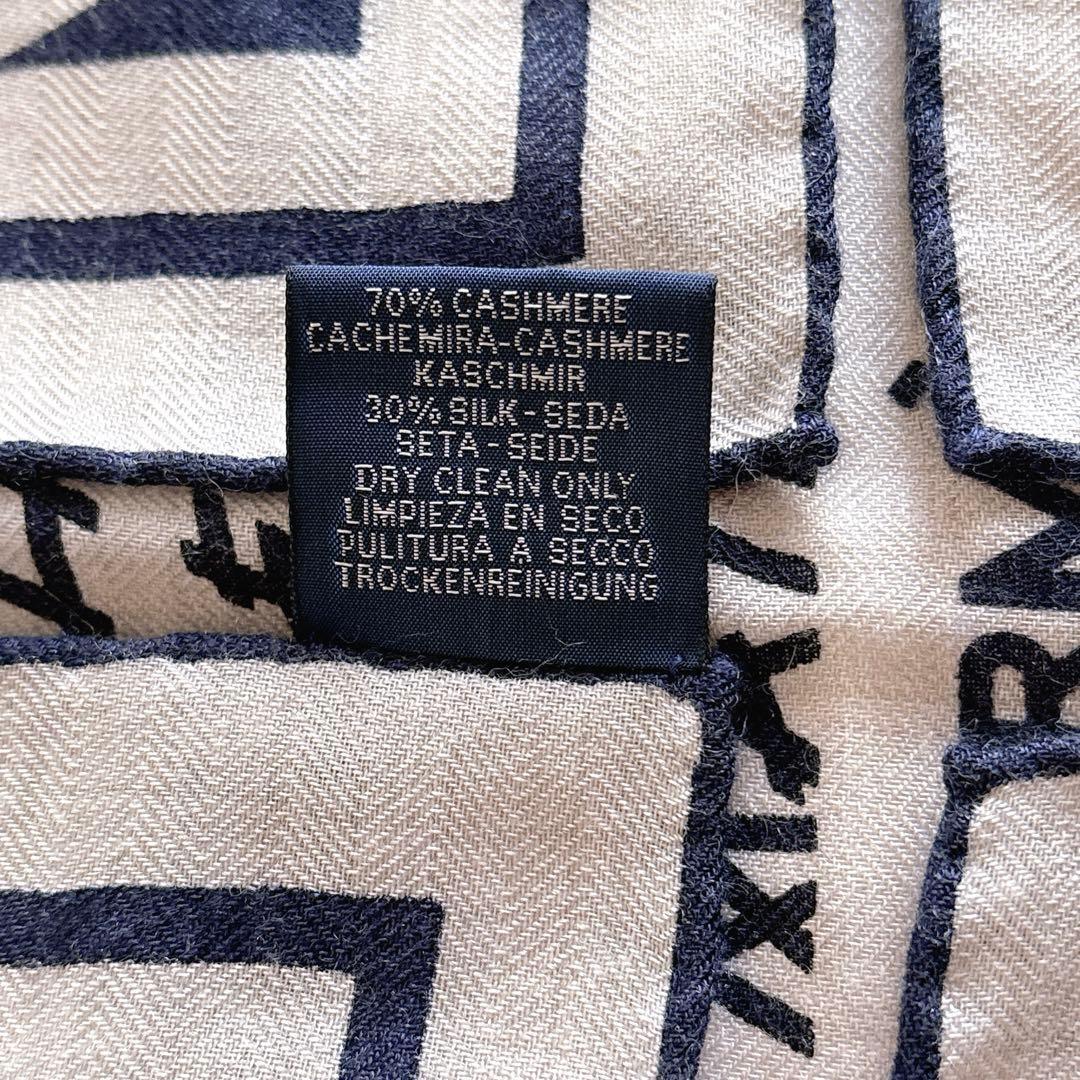 70% CASHMERE
CACHEMIRA-CASHMERE
KASCHMIR
30% SILK-SEDA
SETA-SEIDE
DRY CLEAN ONLY
LIMPIEZA EN SECO
PULITURA A SECCO
TROCKENREINIGUNG